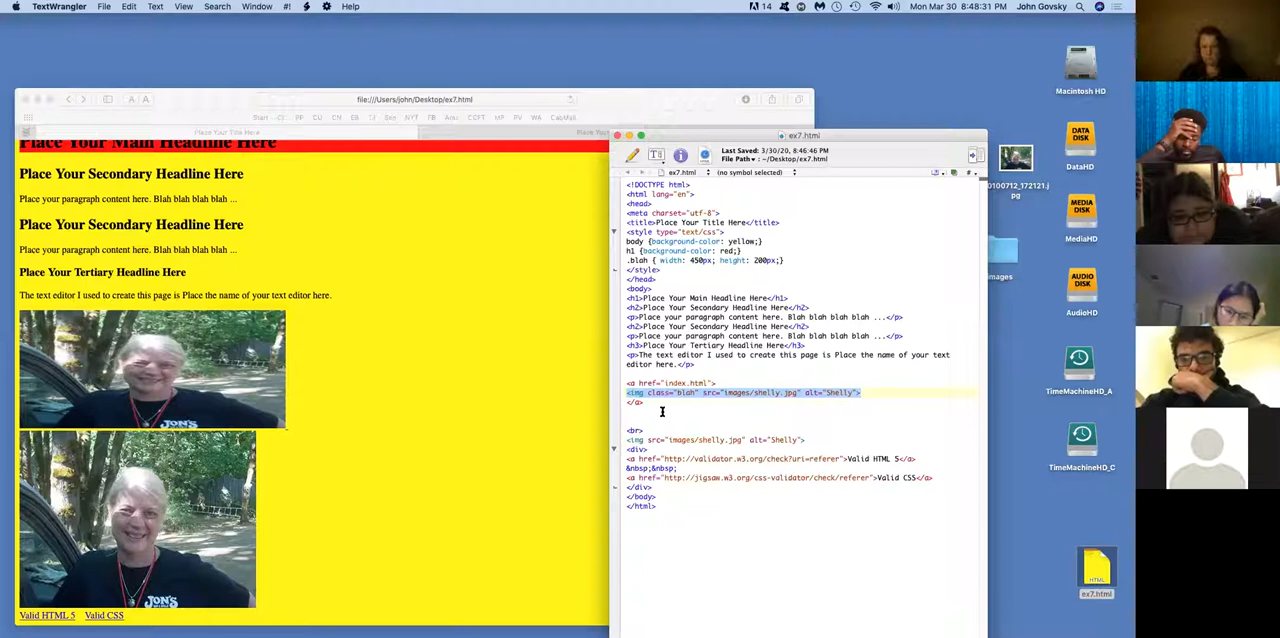 TextWrangler File Edit Text View Search Window #! Help
14 Mon Mar 30 8:48:31 PM John Govsky
file:///Users/john/Desktop/ex7.html
Place Your Title Here
Place Your Main Headline Here
Place Your Secondary Headline Here
Place your paragraph content here. Blah blah blah blah ...
Place Your Secondary Headline Here
Place your paragraph content here. Blah blah blah blah ...
Place Your Tertiary Headline Here
The text editor I used to create this page is Place the name of your text editor here.
JON'S
JON'S
Valid HTML 5 Valid CSS
ex7.html
Last Saved: 3/30/20, 8:46:46 PM
File Path: ~/Desktop/ex7.html
ex7.html (no symbol selected)
<!DOCTYPE html>
<html lang="en">
<head>
<meta charset="utf-8">
<title>Place Your Title Here</title>
<style type="text/css">
body {background-color: yellow;}
h1 {background-color: red;}
.blah { width: 450px; height: 200px;}
</style>
</head>
<body>
<h1>Place Your Main Headline Here</h1>
<h2>Place Your Secondary Headline Here</h2>
<p>Place your paragraph content here. Blah blah blah blah ...</p>
<h2>Place Your Secondary Headline Here</h2>
<p>Place your paragraph content here. Blah blah blah blah ...</p>
<h3>Place Your Tertiary Headline Here</h3>
<p>The text editor I used to create this page is Place the name of your text
editor here.</p>
<a href="index.html">
<img class="blah" src="images/shelly.jpg" alt="Shelly">
</a>
<br>
<img src="images/shelly.jpg" alt="Shelly">
<div>
<a href="http://validator.w3.org/check?uri=referer">Valid HTML 5</a>
&nbsp;&nbsp;
<a href="http://jigsaw.w3.org/css-validator/check/referer">Valid CSS</a>
</div>
</body>
</html>
0100712_172121.j
pg
images
Macintosh HD
DATA
DISK
DataHD
MEDIA
DISK
MediaHD
AUDIO
DISK
AudioHD
TimeMachineHD_A
TimeMachineHD_C
HTML
ex7.html